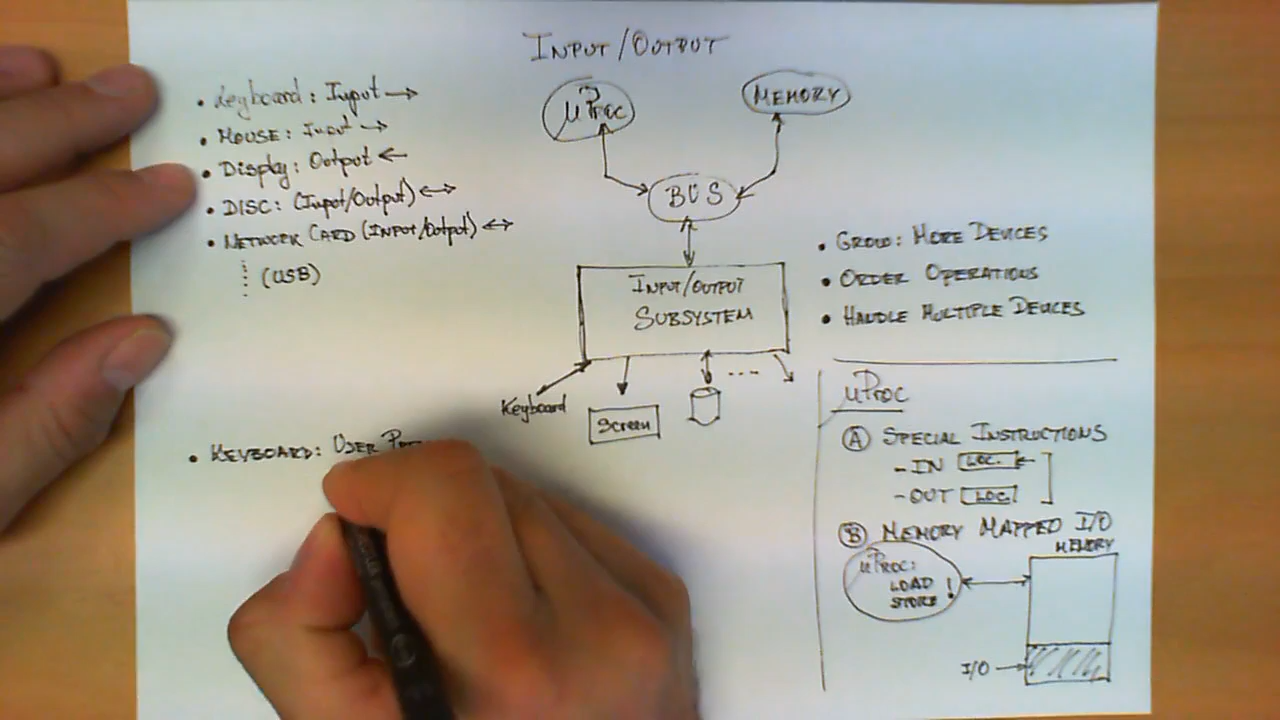 INPUT/OUTPUT
• Keyboard: Input →
• MOUSE: Input →
• Display: Output ←
• DISC: (Input/Output) ↔
• NETWORK CARD (INPUT/Output) ↔
(USB)
μProc
MEMORY
BUS
INPUT/OUTPUT
SUBSYSTEM
Keyboard
Screen
....
• GROW: MORE DEVICES
• ORDER OPERATIONS
• HANDLE MULTIPLE DEVICES
• KEYBOARD: USER
μProc
A SPECIAL INSTRUCTIONS
- IN LOC.
- OUT LOC.
B MEMORY MAPPED I/O
μProc:
LOAD
STORE !
MEMORY
I/O